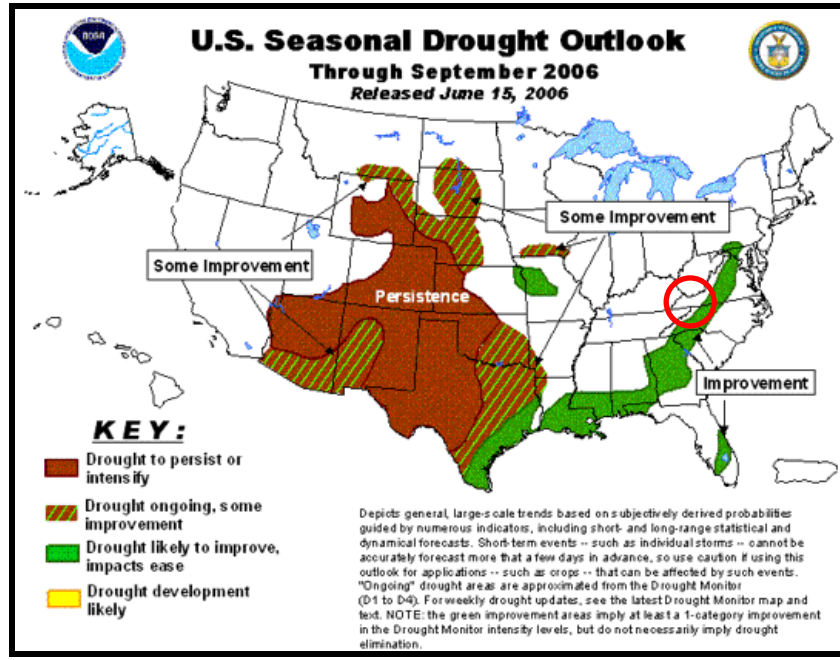 NOAA
U.S. Seasonal Drought Outlook
Through September 2006
Released June 15, 2006
Some Improvement
Some Improvement
Persistence
Improvement
KEY:
Drought to persist or
intensify
Drought ongoing, some
improvement
Drought likely to improve,
impacts ease
Drought development
likely
Depicts general, large-scale trends based on subjectively derived probabilities
guided by numerous indicators, including short- and long-range statistical and
dynamical forecasts. Short-term events -- such as individual storms -- cannot be
accurately forecast more that a few days in advance, so use caution if using this
outlook for applications -- such as crops -- that can be affected by such events.
"Ongoing" drought areas are approximated from the Drought Monitor
(D1 to D4). For weekly drought updates, see the latest Drought Monitor map and
text. NOTE: the green improvement areas imply at least a 1-category improvement
in the Drought Monitor intensity levels, but do not necessarily imply drought
elimination.